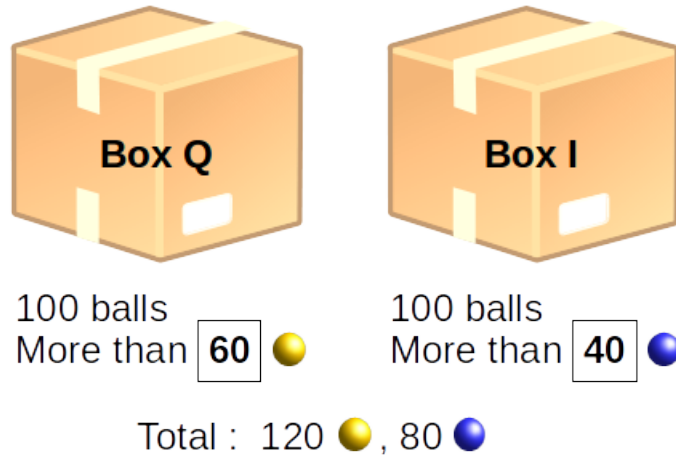 Box Q
Box I
100 balls
More than 60
100 balls
More than 40
Total : 120 , 80